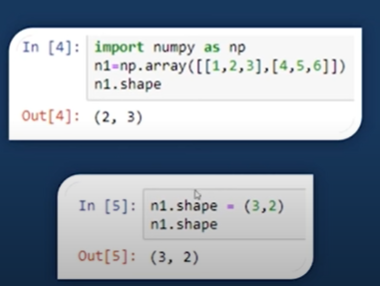 In [4]: import numpy as np
n1=np.array([[1,2,3],[4,5,6]])
n1.shape
Out[4]: (2, 3)
In [5]: n1.shape = (3,2)
n1.shape
Out[5]: (3, 2)